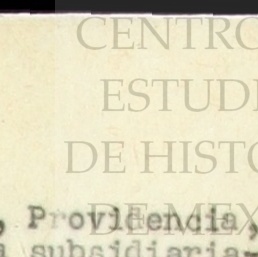 CENTRO
ESTUDI
DE HISTO
DE MEX
, Providencia,
subsidiaria-